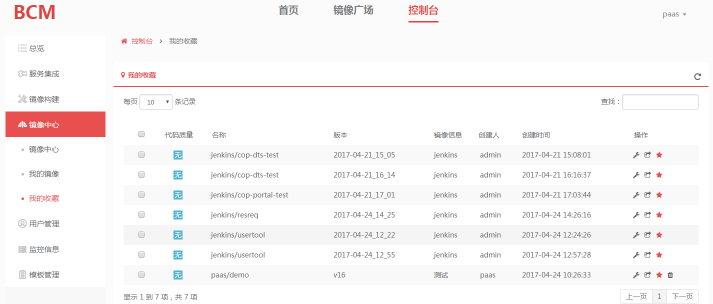 BCM 首页 镜像广场 控制台 paas
总览
服务集成
镜像构建
镜像中心
镜像中心
我的镜像
我的收藏
用户管理
监控信息
模板管理
控制台 > 我的收藏
我的收藏
每页 10 条记录 查找：
代码质量 名称 版本 镜像信息 创建人 创建时间 操作
无 jenkins/cop-dts-test 2017-04-21_15_05 jenkins admin 2017-04-21 15:08:01
无 jenkins/cop-dts-test 2017-04-21_16_14 jenkins admin 2017-04-21 16:16:37
无 jenkins/cop-portal-test 2017-04-21_17_01 jenkins admin 2017-04-21 17:03:44
无 jenkins/resreq 2017-04-24_14_25 jenkins admin 2017-04-24 14:26:16
无 jenkins/usertool 2017-04-24_12_22 jenkins admin 2017-04-24 12:24:26
无 jenkins/usertool 2017-04-24_12_55 jenkins admin 2017-04-24 12:57:28
无 paas/demo v16 测试 paas 2017-04-24 10:26:33
显示 1 到 7 项，共 7 项 上一页 1 下一页